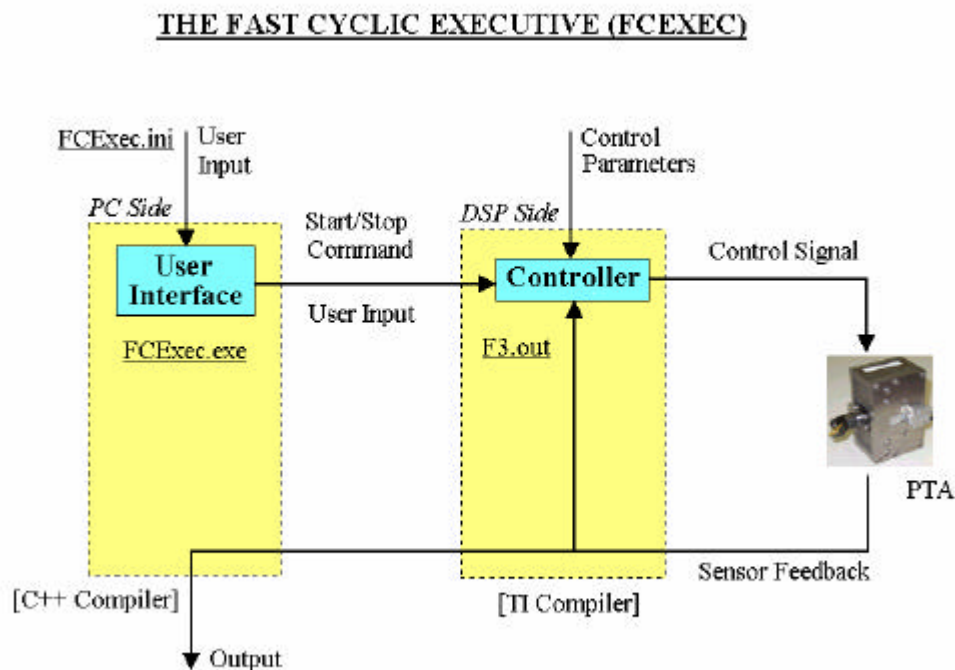 THE FAST CYCLIC EXECUTIVE (FCEXEC)
FCExec.ini
User
Input
Control
Parameters
PC Side
Start/Stop
Command
DSP Side
User
Interface
Controller
Control Signal
User Input
FCExec.exe
F3.out
PTA
Sensor Feedback
[C++ Compiler]
[TI Compiler]
Output